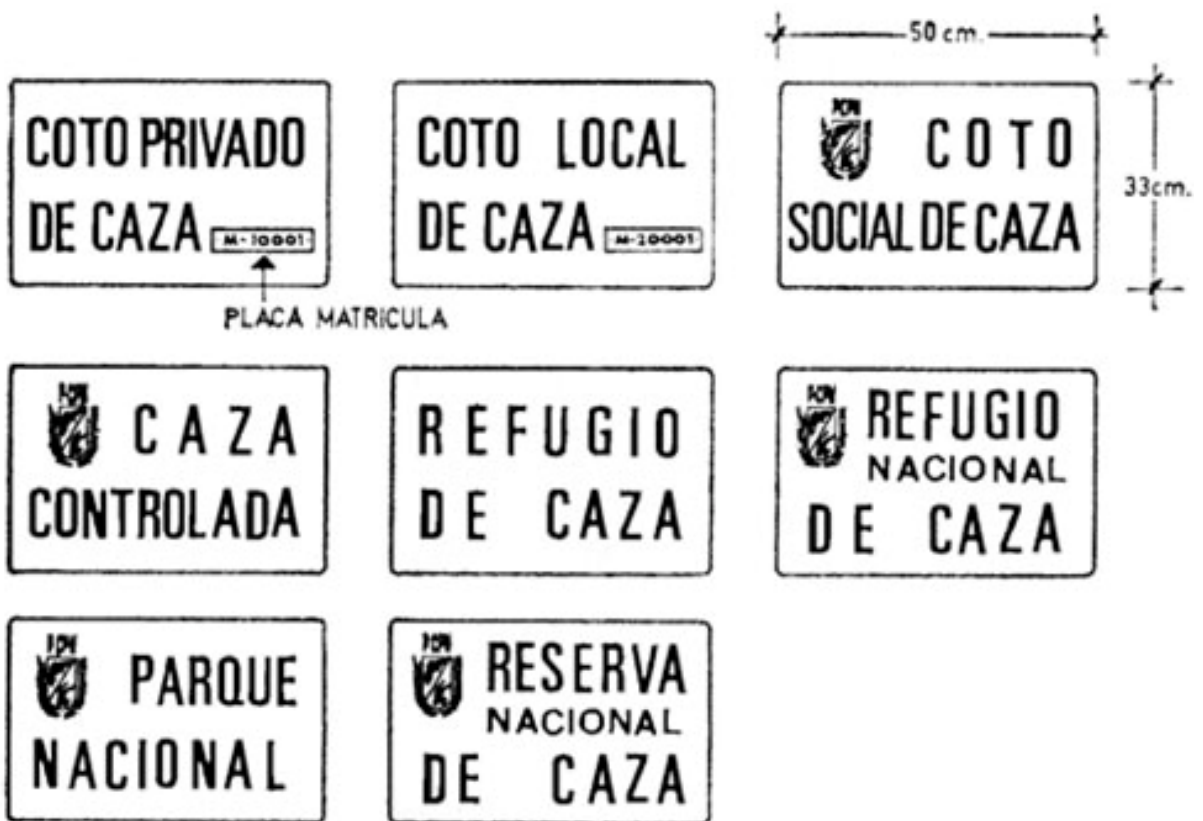 50 cm.
COTO PRIVADO
DE CAZA M-10001
PLACA MATRICULA
COTO LOCAL
DE CAZA M-20001
COTO
SOCIAL DE CAZA
33cm.
CAZA
CONTROLADA
REFUGIO
DE CAZA
REFUGIO
NACIONAL
DE CAZA
PARQUE
NACIONAL
RESERVA
NACIONAL
DE CAZA